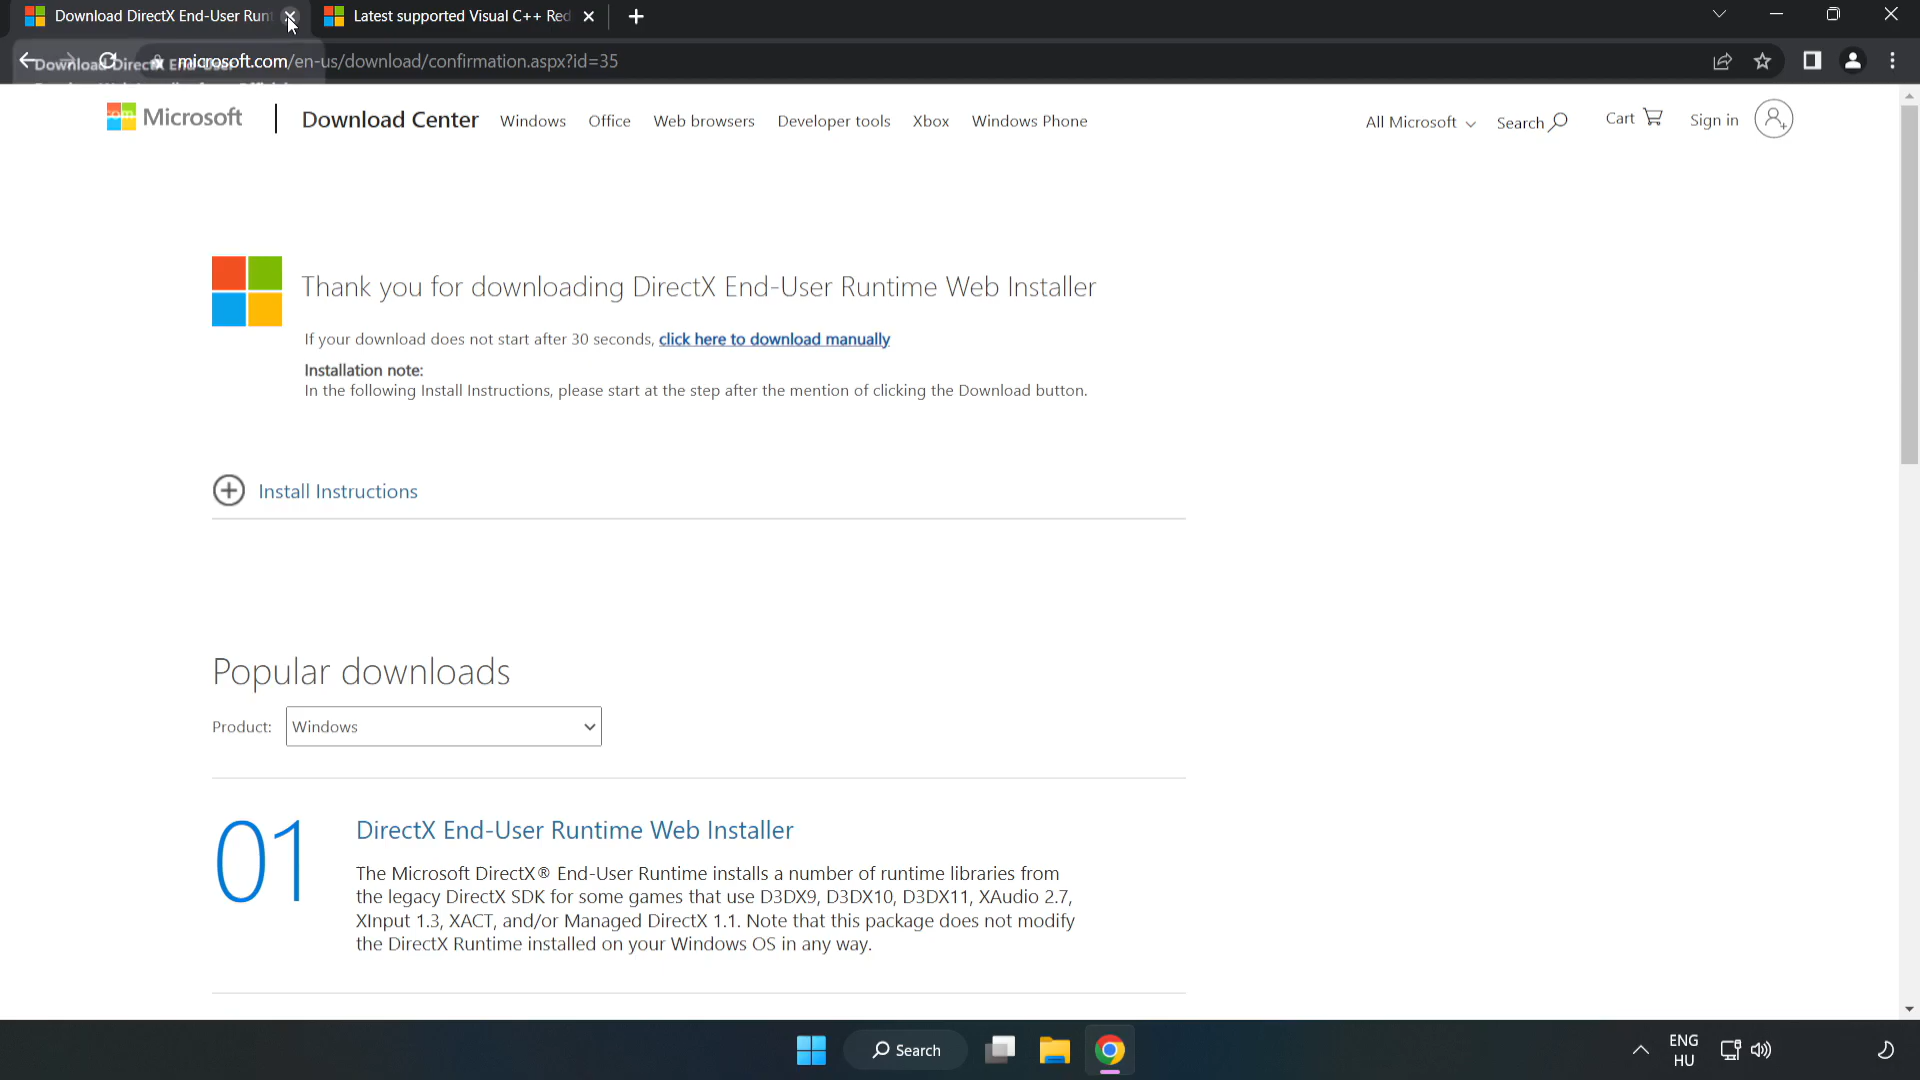 Download DirectX End-User Runt
Latest supported Visual C++ Red
microsoft.com/en-us/download/confirmation.aspx?id=35
Download DirectX End-User
Microsoft
Download Center
Windows
Office
Web browsers
Developer tools
Xbox
Windows Phone
All Microsoft
Search
Cart
Sign in
Thank you for downloading DirectX End-User Runtime Web Installer
If your download does not start after 30 seconds, click here to download manually
Installation note:
In the following Install Instructions, please start at the step after the mention of clicking the Download button.
Install Instructions
Popular downloads
Product: Windows
01
DirectX End-User Runtime Web Installer
The Microsoft DirectX® End-User Runtime installs a number of runtime libraries from
the legacy DirectX SDK for some games that use D3DX9, D3DX10, D3DX11, XAudio 2.7,
XInput 1.3, XACT, and/or Managed DirectX 1.1. Note that this package does not modify
the DirectX Runtime installed on your Windows OS in any way.
Search
ENG
HU